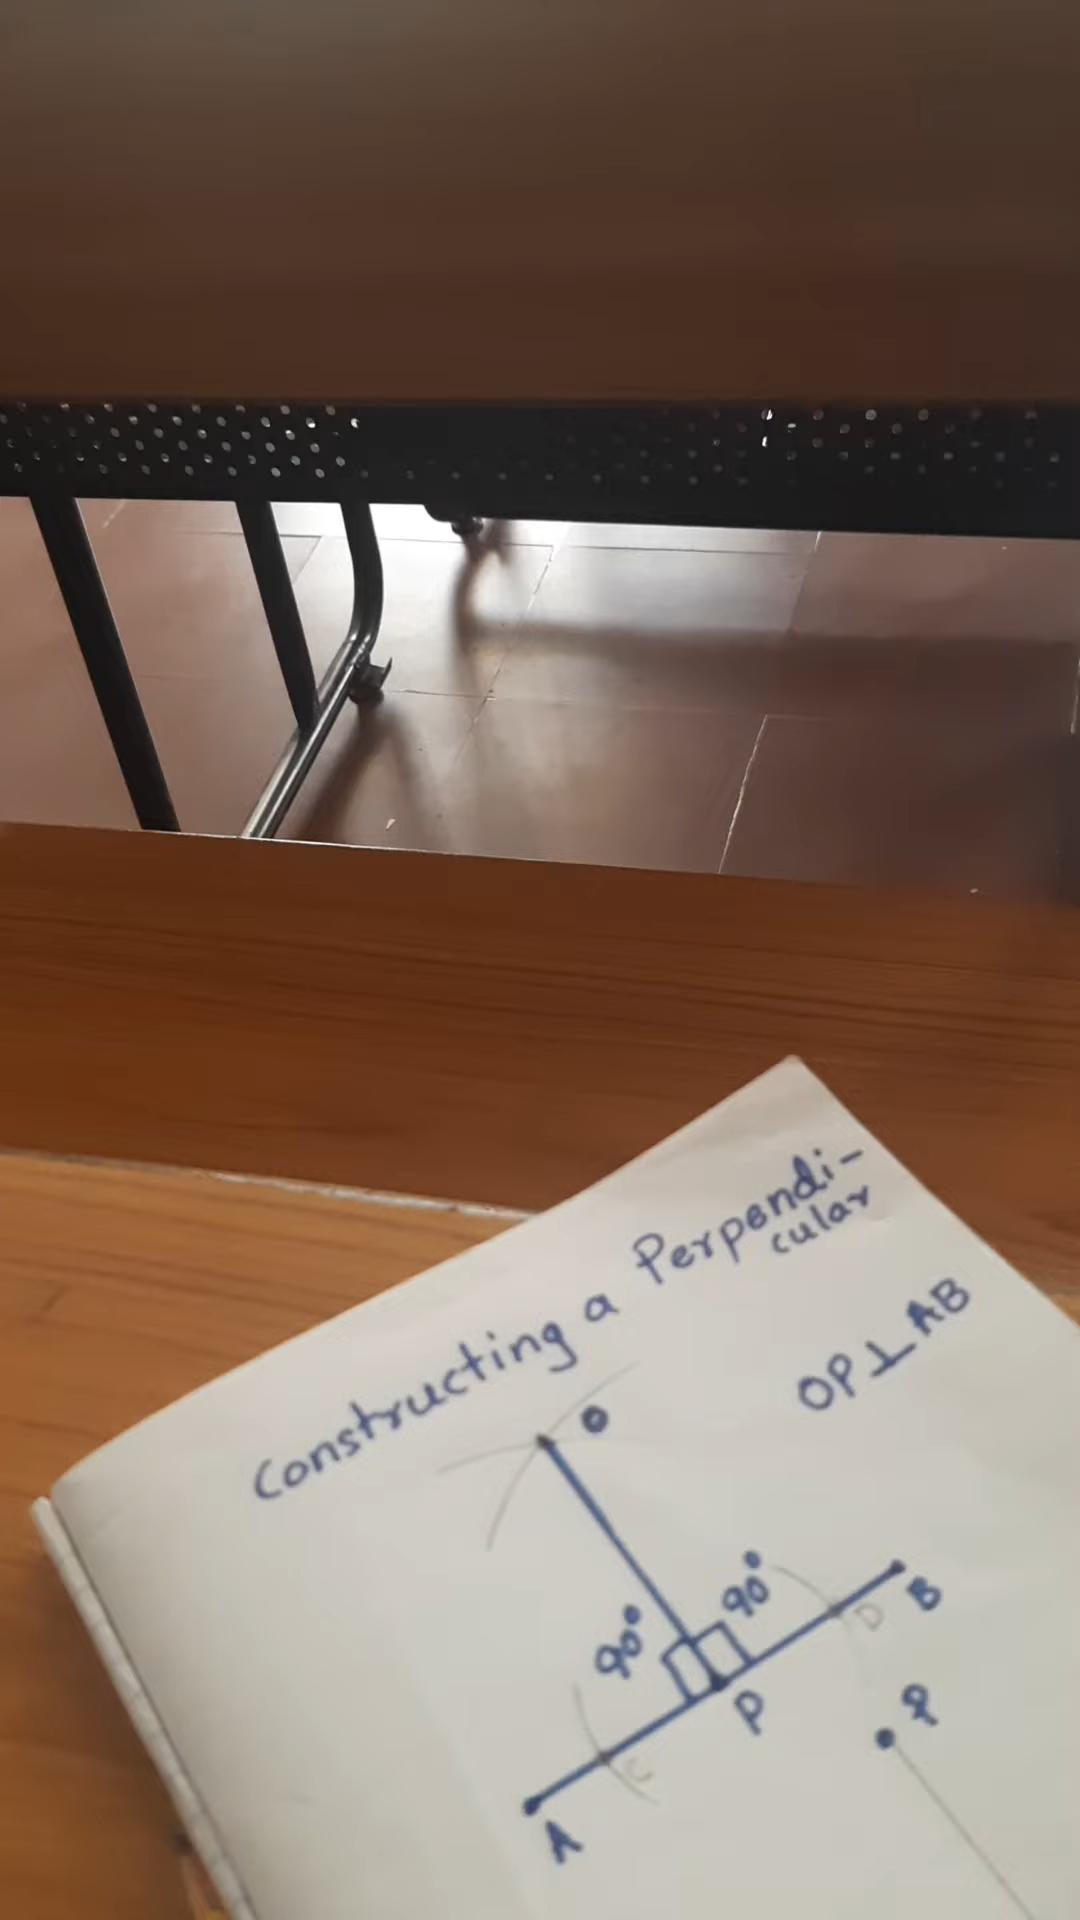 Constructing a Perpendi-
cular
OP⊥AB
O
90° 90°
A C P D B
P